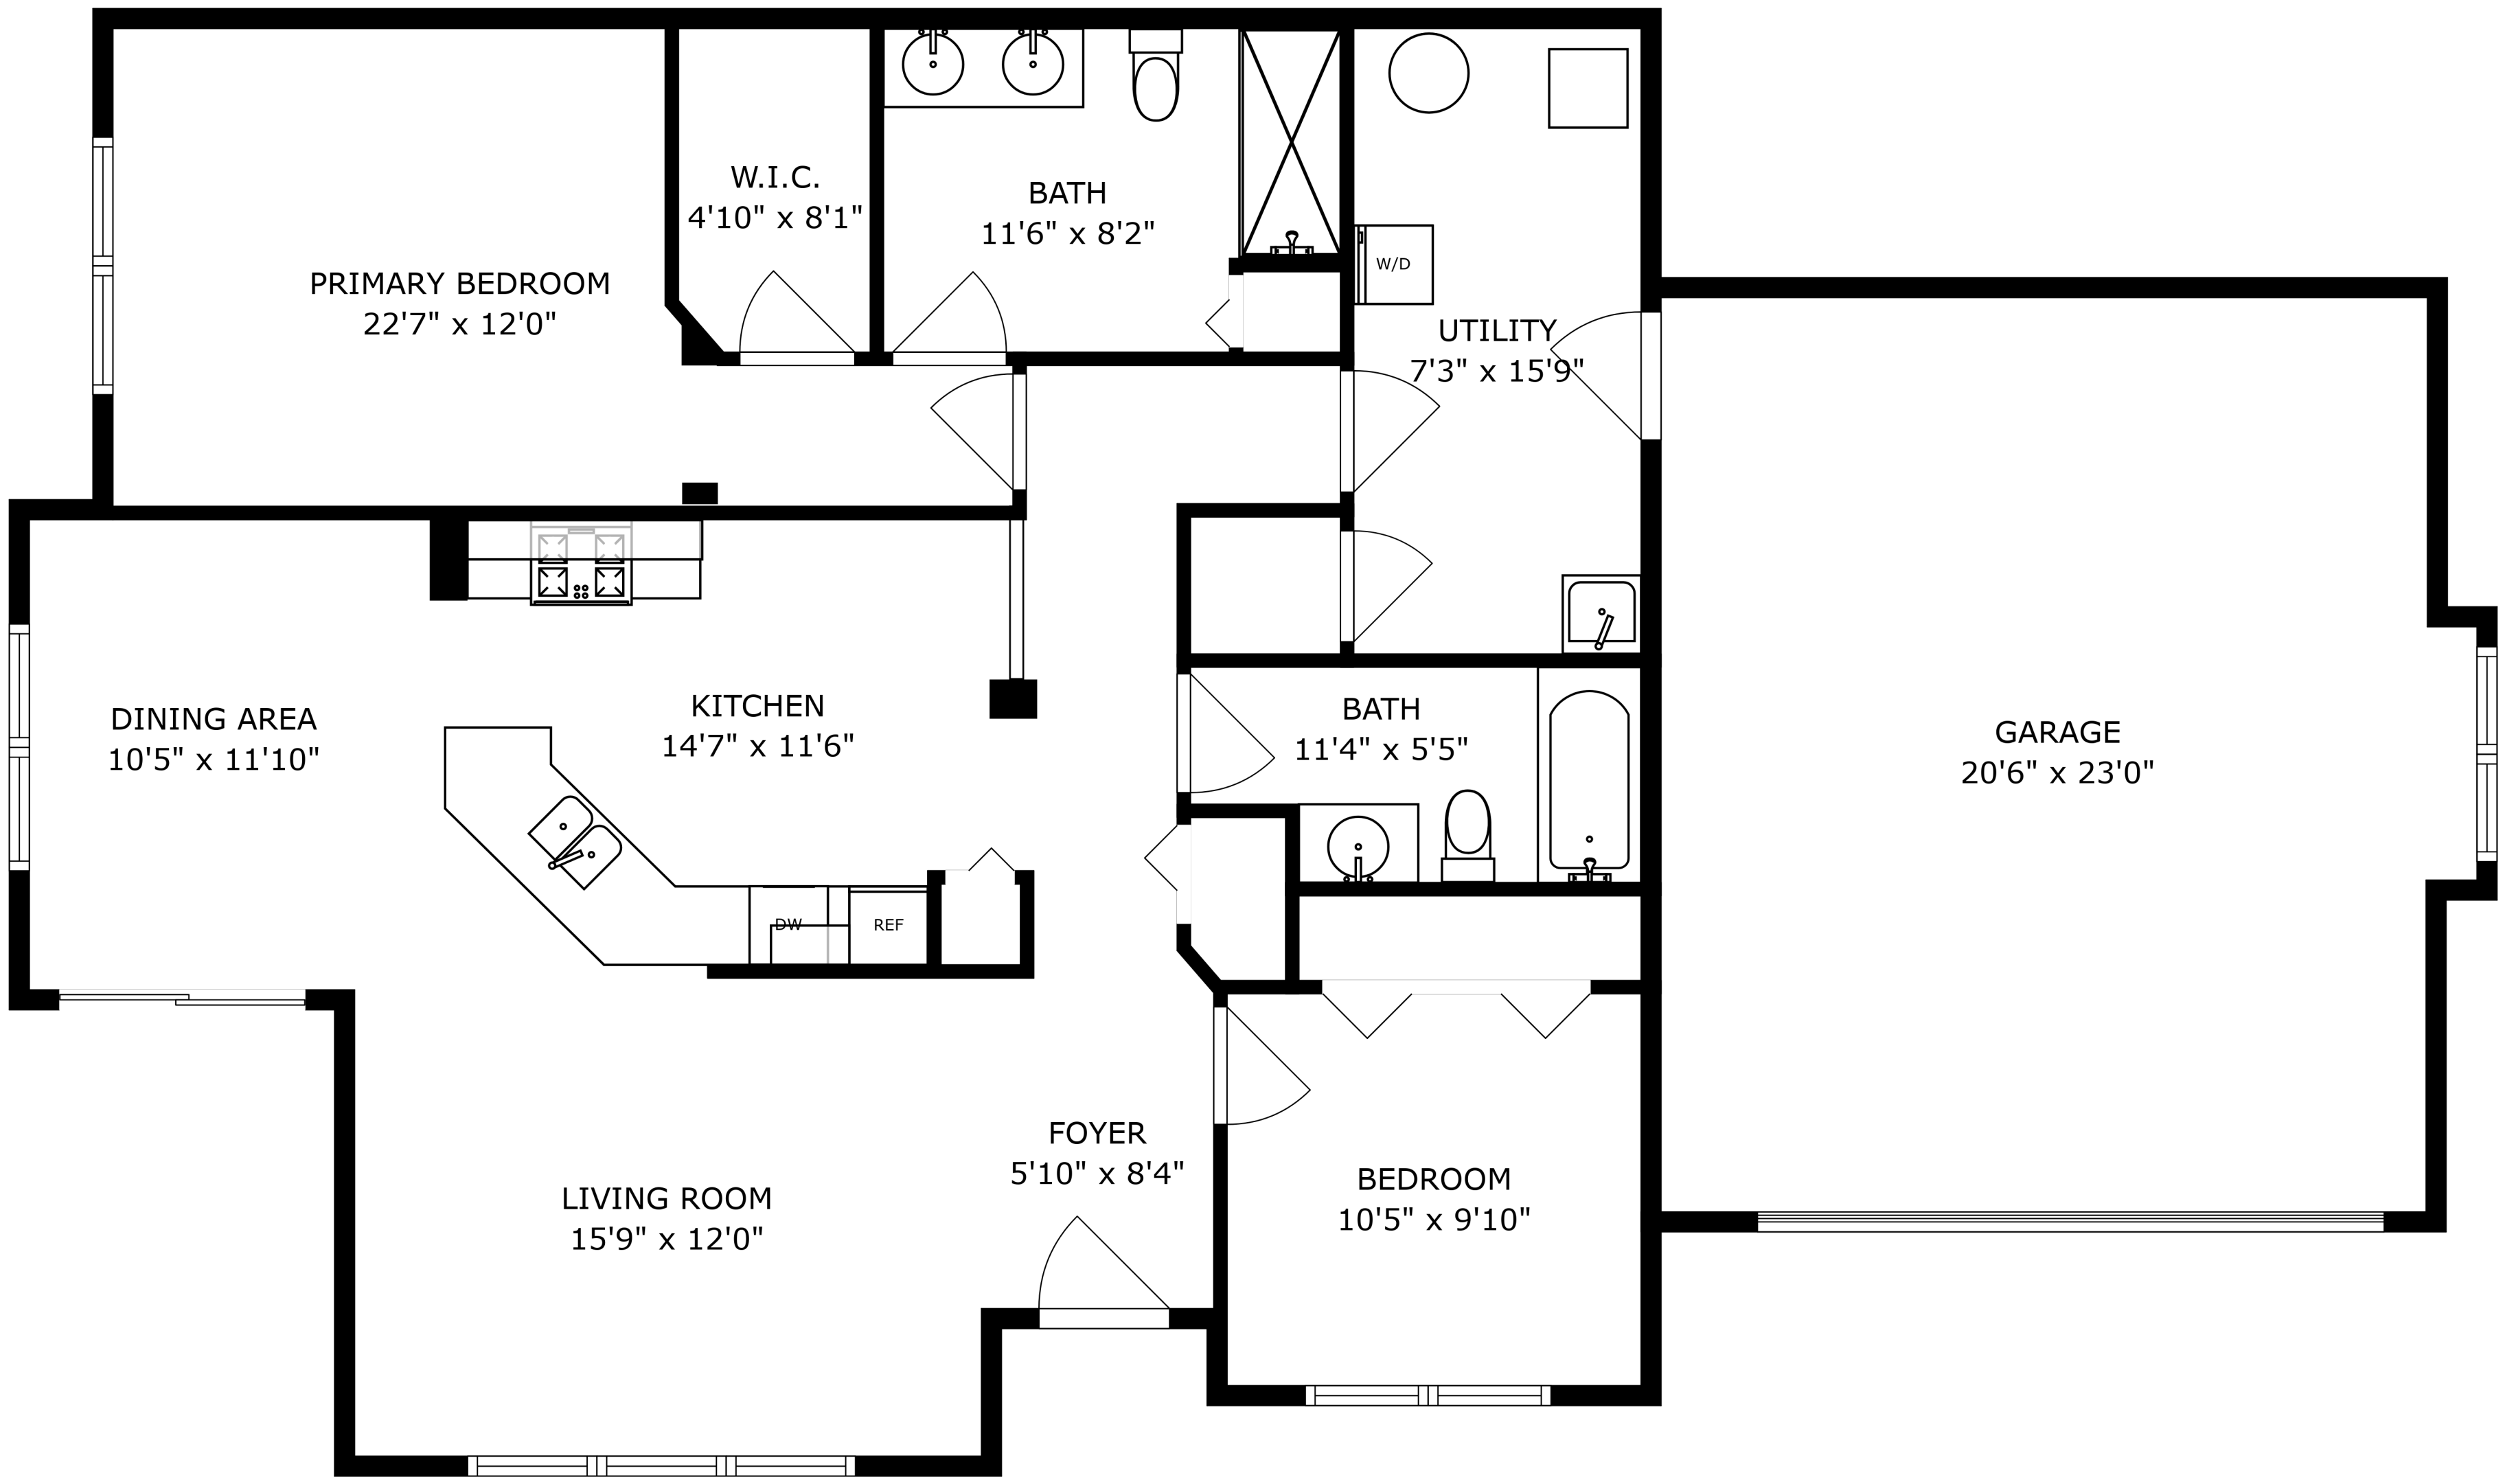 W.I.C.
4'10" x 8'1"
BATH
11'6" x 8'2"
PRIMARY BEDROOM
22'7" x 12'0"
W/D
UTILITY
7'3" x 15'9"
DINING AREA
10'5" x 11'10"
KITCHEN
14'7" x 11'6"
BATH
11'4" x 5'5"
GARAGE
20'6" x 23'0"
DW
REF
FOYER
5'10" x 8'4"
LIVING ROOM
15'9" x 12'0"
BEDROOM
10'5" x 9'10"